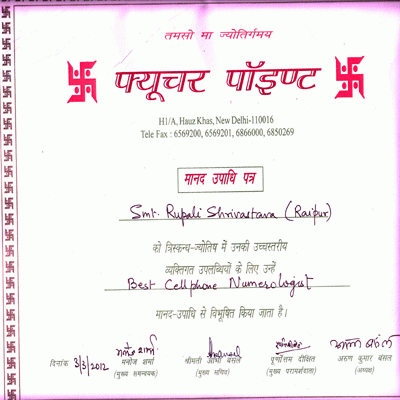 तमसो मा ज्योतिर्गमय
फ्यूचर पॉइण्ट
H1/A, Hauz Khas, New Delhi-110016
Tele Fax : 6569200, 6569201, 6866000, 6850269
मानद उपाधि पत्र
Smt. Rupali Shrivastava (Raipur)
को त्रिस्कन्ध-ज्योतिष में उनकी उच्चस्तरीय
व्यक्तिगत उपलब्धियों के लिए उन्हें
Best Cellphone Numerologist
मानद-उपाधि से विभूषित किया जाता है।
दिनांक 3/3/2012 मनोज शर्मा श्रीमती आभा बंसल पूर्णोत्तम दीक्षित अरुण कुमार बंसल
(मुख्य समन्वयक) (मुख्य सचिव) (मुख्य परामर्शदाता) (अध्यक्ष)